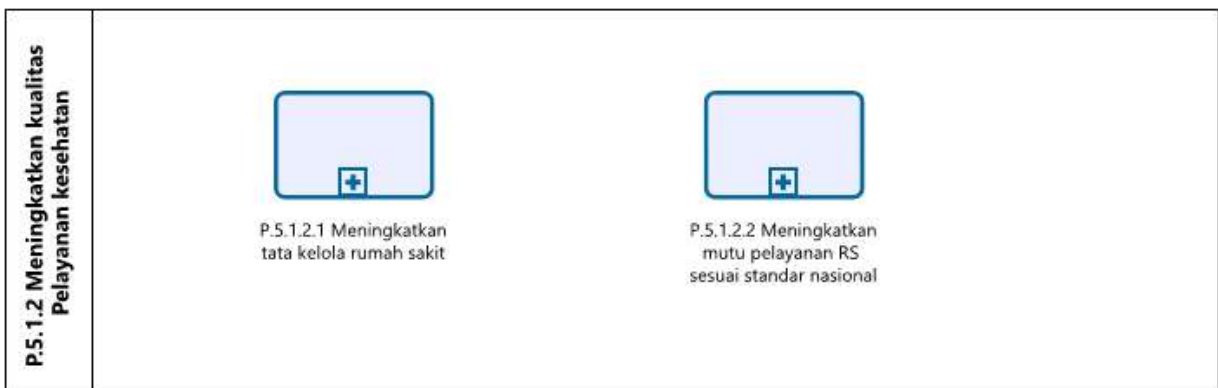 P.5.1.2 Meningkatkan kualitas
Pelayanan kesehatan
P.5.1.2.1 Meningkatkan
tata kelola rumah sakit
P.5.1.2.2 Meningkatkan
mutu pelayanan RS
sesuai standar nasional